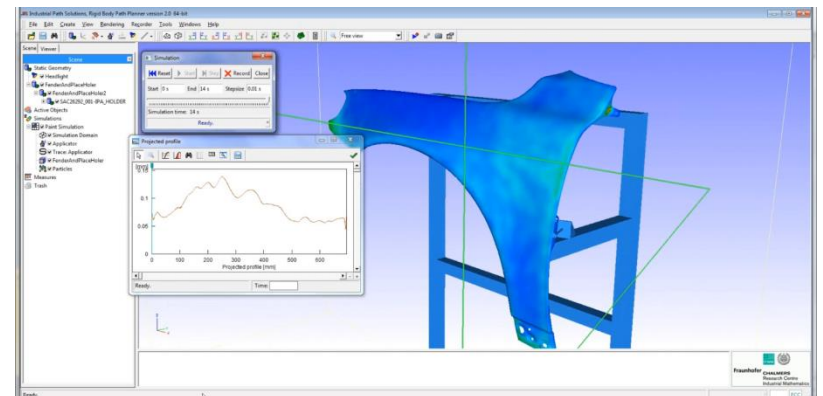 Industrial Path Solutions, Rigid Body Path Planner version 2.0 64-bit
File Edit Create View Rendering Recorder Tools Windows Help
Free view
Scene Viewer
Scene
Static Geometry
Headlight
FenderAndPlaceHoler
FenderAndPlaceHoler2
Active Objects
Simulations
Paint Simulation
Simulation Domain
Applicator
Trace: Applicator
FenderAndPlaceHoler
Particles
Measures
Trash
Simulation
Reset Start Stop Record Close
Start 0 s End 14 s Stepsize 0.01 s
Simulation time: 14 s
Ready.
Projected profile
[mm]
0.15
0.1
0.05
0
0 100 200 300 400 500 600
Projected profile [mm]
Ready. Time:
Fraunhofer CHALMERS
Research Centre
Industrial Mathematics
Ready.